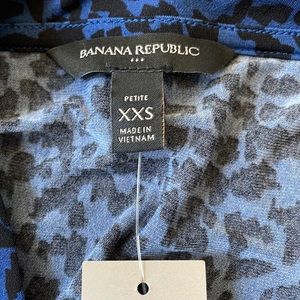 BANANA REPUBLIC
PETITE
XXS
MADE IN
VIETNAM